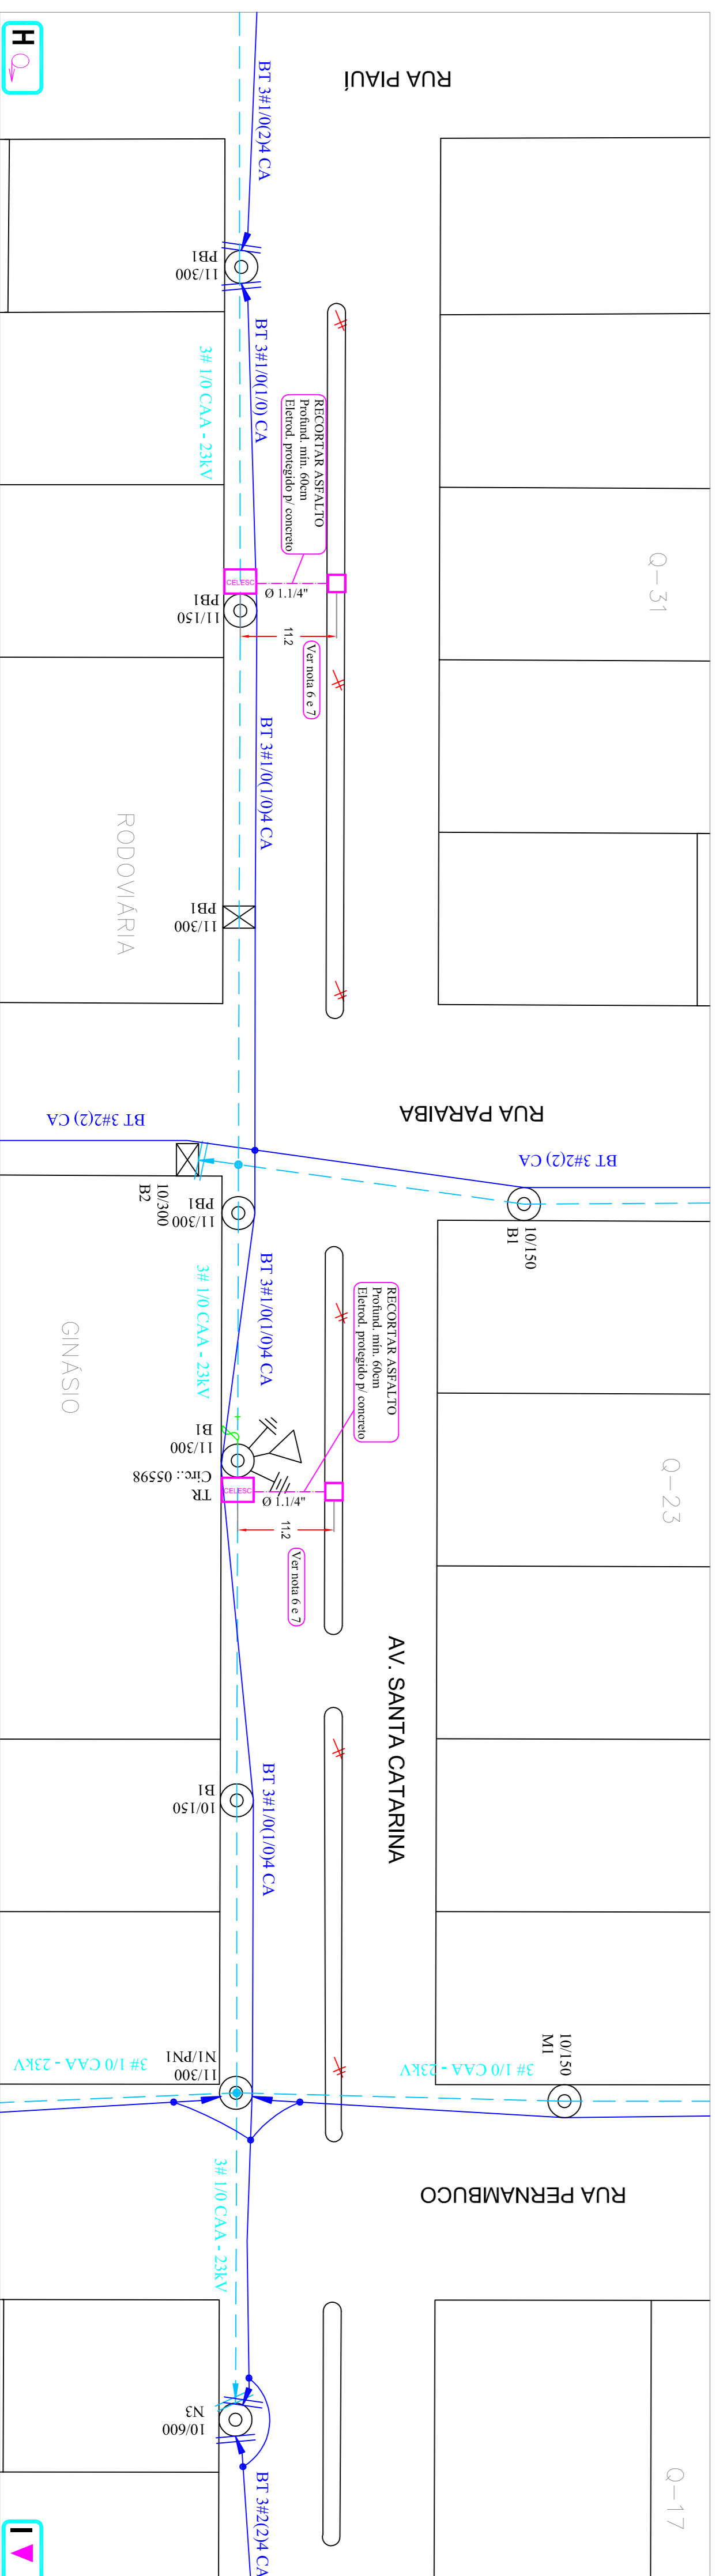 H
RUA PIAUÍ
BT 3#1/0(2)4 CA
PB1
11/300
3# 1/0 CAA - 23kV
BT 3#1/0(1/0) CA
RECORTAR ASFALTO
Profund. min. 60cm
Eletrod. protegido p/ concreto
Q-31
CELESC
Ø 1.1/4"
PB1
11/150
11.2
Ver nota 6 e 7
BT 3#1/0(1/0)4 CA
RODOVIÁRIA
PB1
11/300
RUA PARAIBA
BT 3#2(2) CA
BT 3#2(2) CA
10/300
B2
PB1
11/300
10/150
B1
3# 1/0 CAA - 23kV
BT 3#1/0(1/0)4 CA
RECORTAR ASFALTO
Profund. min. 60cm
Eletrod. protegido p/ concreto
GINÁSIO
B1
11/300
TR
Circ.: 05598
CELESC
Ø 1.1/4"
11.2
Ver nota 6 e 7
Q-23
AV. SANTA CATARINA
BT 3#1/0(1/0)4 CA
B1
10/150
3# 1/0 CAA - 23kV
N1/PN1
11/300
3# 1/0 CAA - 23kV
10/150
M1
RUA PERNAMBUCO
3# 1/0 CAA - 23kV
N3
10/600
BT 3#2(2)4 CA
Q-17
I